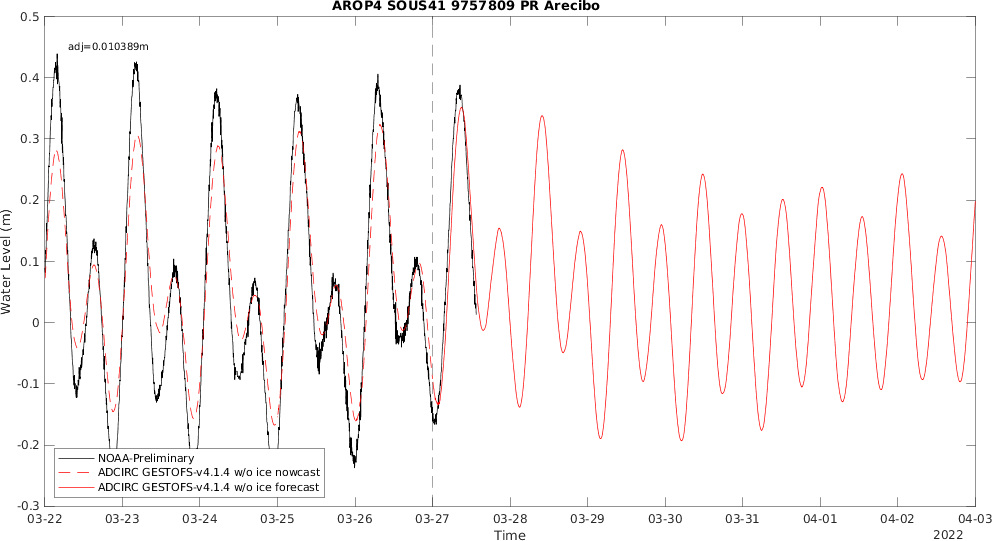 AROP4 SOUS41 9757809 PR Arecibo
adj=0.010389m
0.5
0.4
0.3
0.2
0.1
0
-0.1
-0.2
-0.3
Water Level (m)
NOAA-Preliminary
ADCIRC GESTOFS-v4.1.4 w/o ice nowcast
ADCIRC GESTOFS-v4.1.4 w/o ice forecast
03-22 03-23 03-24 03-25 03-26 03-27 03-28 03-29 03-30 03-31 04-01 04-02 04-03
Time
2022